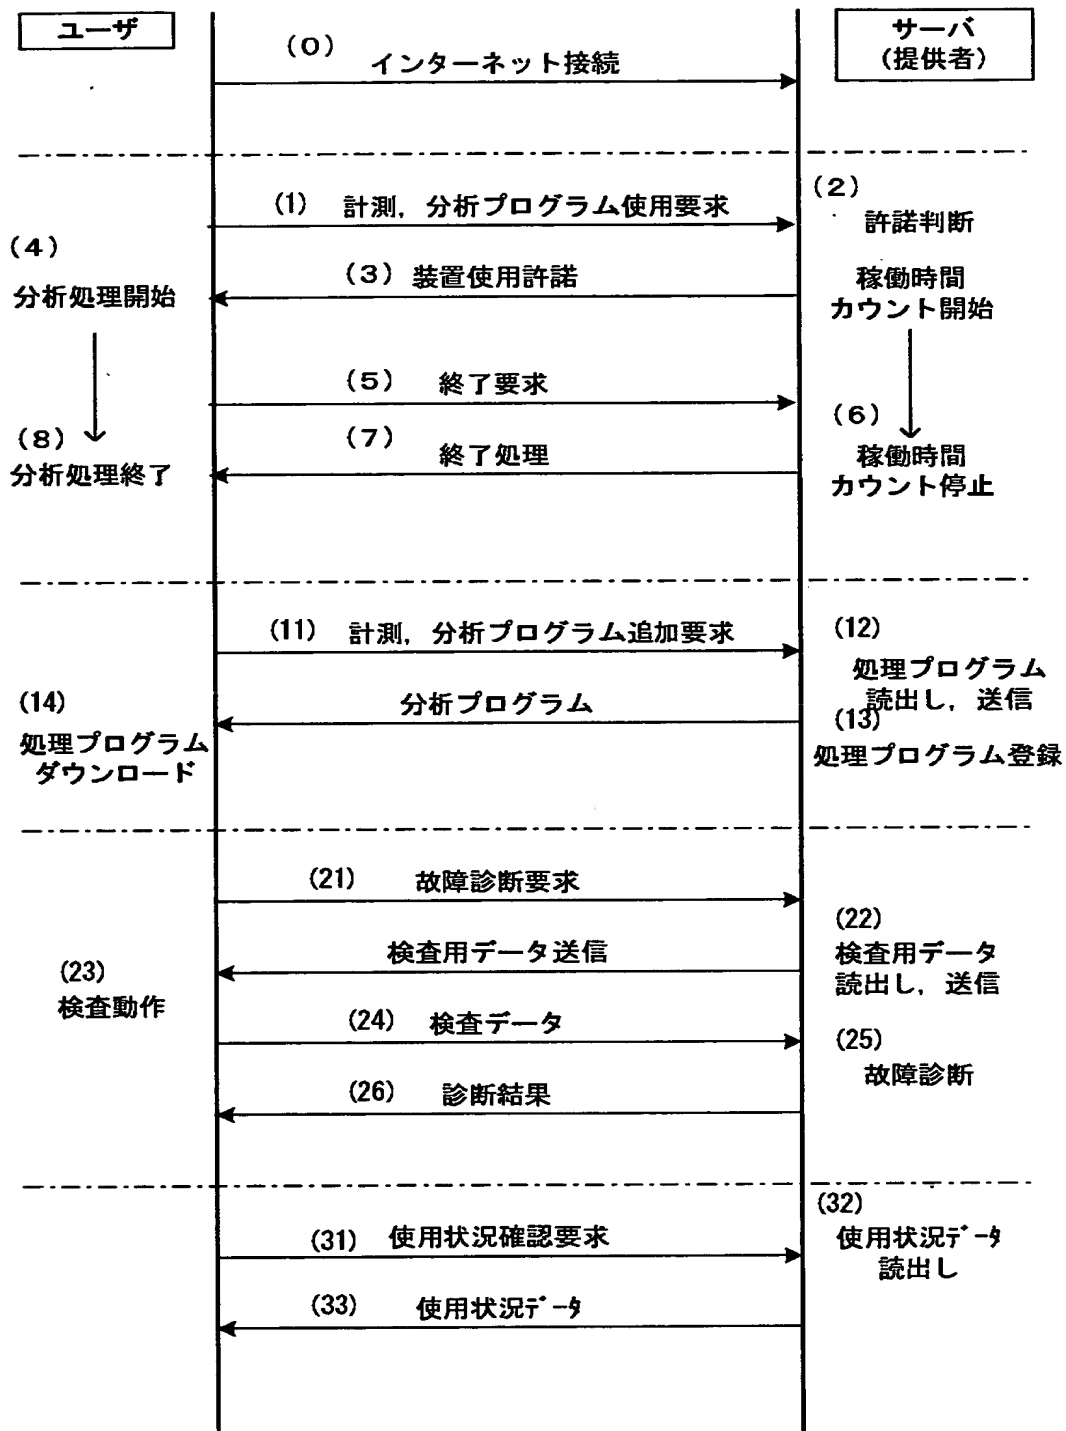 ユーザ
サーバ
(提供者)
(0)
インターネット接続
(1) 計測，分析プログラム使用要求
(2)
許諾判断
(4)
分析処理開始
(3) 装置使用許諾
稼働時間
カウント開始
(5) 終了要求
(6)
(8)
分析処理終了
(7)
終了処理
稼働時間
カウント停止
(11) 計測，分析プログラム追加要求
(12)
処理プログラム
読出し，送信
分析プログラム
(13)
処理プログラム登録
(14)
処理プログラム
ダウンロード
(21) 故障診断要求
(22)
検査用データ
読出し，送信
検査用データ送信
(23)
検査動作
(24) 検査データ
(25)
故障診断
(26) 診断結果
(31) 使用状況確認要求
(32)
使用状況ﾃﾞｰﾀ
読出し
(33) 使用状況ﾃﾞｰﾀ